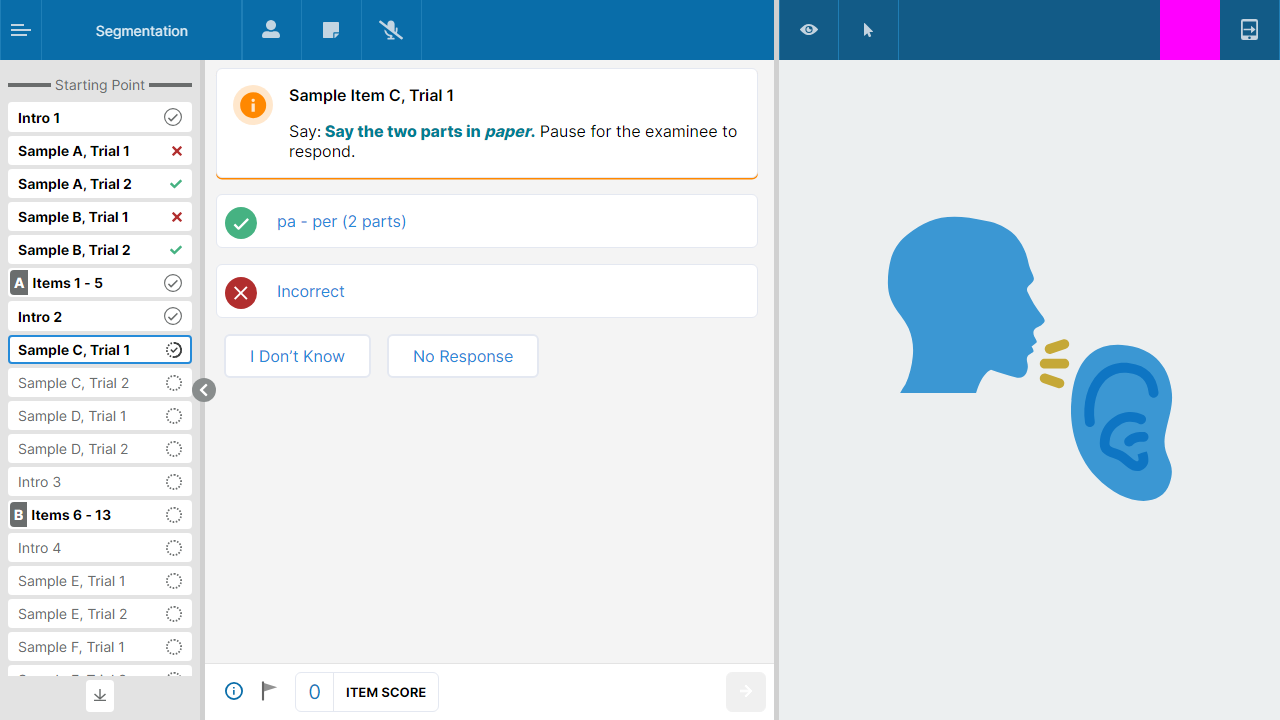 Segmentation
Starting Point
Intro 1
Sample A, Trial 1
Sample A, Trial 2
Sample B, Trial 1
Sample B, Trial 2
A Items 1 - 5
Intro 2
Sample C, Trial 1
Sample C, Trial 2
Sample D, Trial 1
Sample D, Trial 2
Intro 3
B Items 6 - 13
Intro 4
Sample E, Trial 1
Sample E, Trial 2
Sample F, Trial 1
Sample Item C, Trial 1
Say: Say the two parts in paper. Pause for the examinee to
respond.
pa - per (2 parts)
Incorrect
I Don’t Know
No Response
0 ITEM SCORE